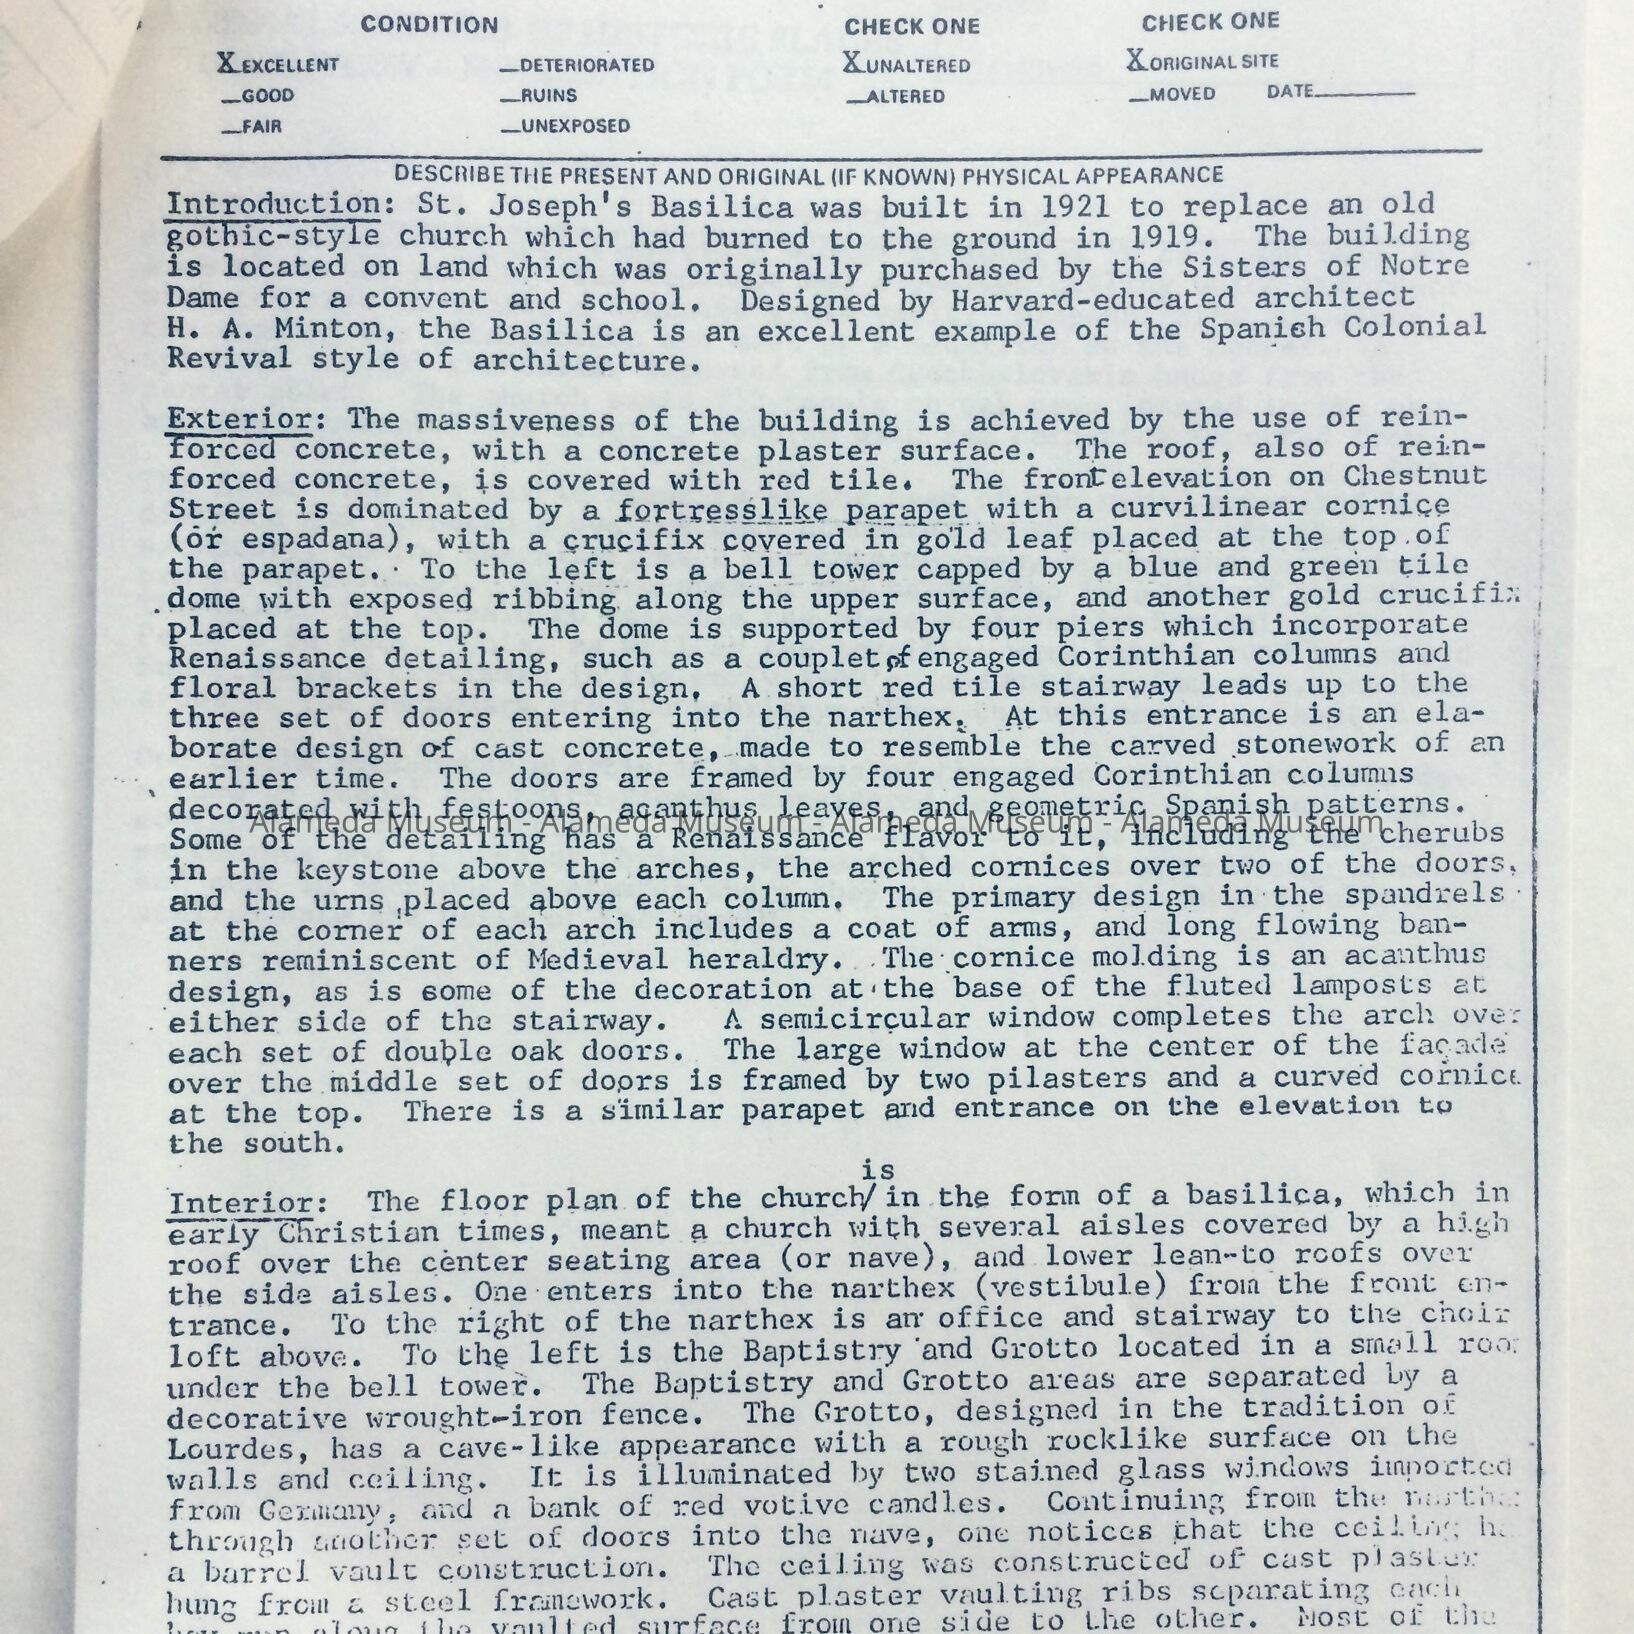 CONDITION CHECK ONE CHECK ONE
X EXCELLENT _DETERIORATED X UNALTERED X ORIGINAL SITE
_GOOD _RUINS _ALTERED _MOVED DATE______
_FAIR _UNEXPOSED
DESCRIBE THE PRESENT AND ORIGINAL (IF KNOWN) PHYSICAL APPEARANCE
Introduction: St. Joseph's Basilica was built in 1921 to replace an old
gothic-style church which had burned to the ground in 1919. The building
is located on land which was originally purchased by the Sisters of Notre
Dame for a convent and school. Designed by Harvard-educated architect
H. A. Minton, the Basilica is an excellent example of the Spanish Colonial
Revival style of architecture.
Exterior: The massiveness of the building is achieved by the use of rein-
forced concrete, with a concrete plaster surface. The roof, also of rein-
forced concrete, is covered with red tile. The front elevation on Chestnut
Street is dominated by a fortresslike parapet with a curvilinear cornice
(or espadana), with a crucifix covered in gold leaf placed at the top of
the parapet. To the left is a bell tower capped by a blue and green tile
dome with exposed ribbing along the upper surface, and another gold crucifix
placed at the top. The dome is supported by four piers which incorporate
Renaissance detailing, such as a couplet of engaged Corinthian columns and
floral brackets in the design. A short red tile stairway leads up to the
three set of doors entering into the narthex. At this entrance is an ela-
borate design of cast concrete, made to resemble the carved stonework of an
earlier time. The doors are framed by four engaged Corinthian columns
decorated with festoons, acanthus leaves, and geometric Spanish patterns.
Alameda Museum - Alameda Museum - Alameda Museum - Alameda Museum
Some of the detailing has a Renaissance flavor to it, including the cherubs
in the keystone above the arches, the arched cornices over two of the doors,
and the urns placed above each column. The primary design in the spandrels
at the corner of each arch includes a coat of arms, and long flowing ban-
ners reminiscent of Medieval heraldry. The cornice molding is an acanthus
design, as is some of the decoration at the base of the fluted lamposts at
either side of the stairway. A semicircular window completes the arch over
each set of double oak doors. The large window at the center of the façade
over the middle set of doors is framed by two pilasters and a curved cornice
at the top. There is a similar parapet and entrance on the elevation to
the south.
is
Interior: The floor plan of the church/ in the form of a basilica, which in
early Christian times, meant a church with several aisles covered by a high
roof over the center seating area (or nave), and lower lean-to roofs over
the side aisles. One enters into the narthex (vestibule) from the front en-
trance. To the right of the narthex is an office and stairway to the choir
loft above. To the left is the Baptistry and Grotto located in a small room
under the bell tower. The Baptistry and Grotto areas are separated by a
decorative wrought-iron fence. The Grotto, designed in the tradition of
Lourdes, has a cave-like appearance with a rough rocklike surface on the
walls and ceiling. It is illuminated by two stained glass windows imported
from Germany, and a bank of red votive candles. Continuing from the
through another set of doors into the nave, one notices that the ceiling
a barrel vault construction. The ceiling was constructed of cast plaster
hung from a steel framework. Cast plaster vaulting ribs separating each
along the vaulted surface from one side to the other. Most of the